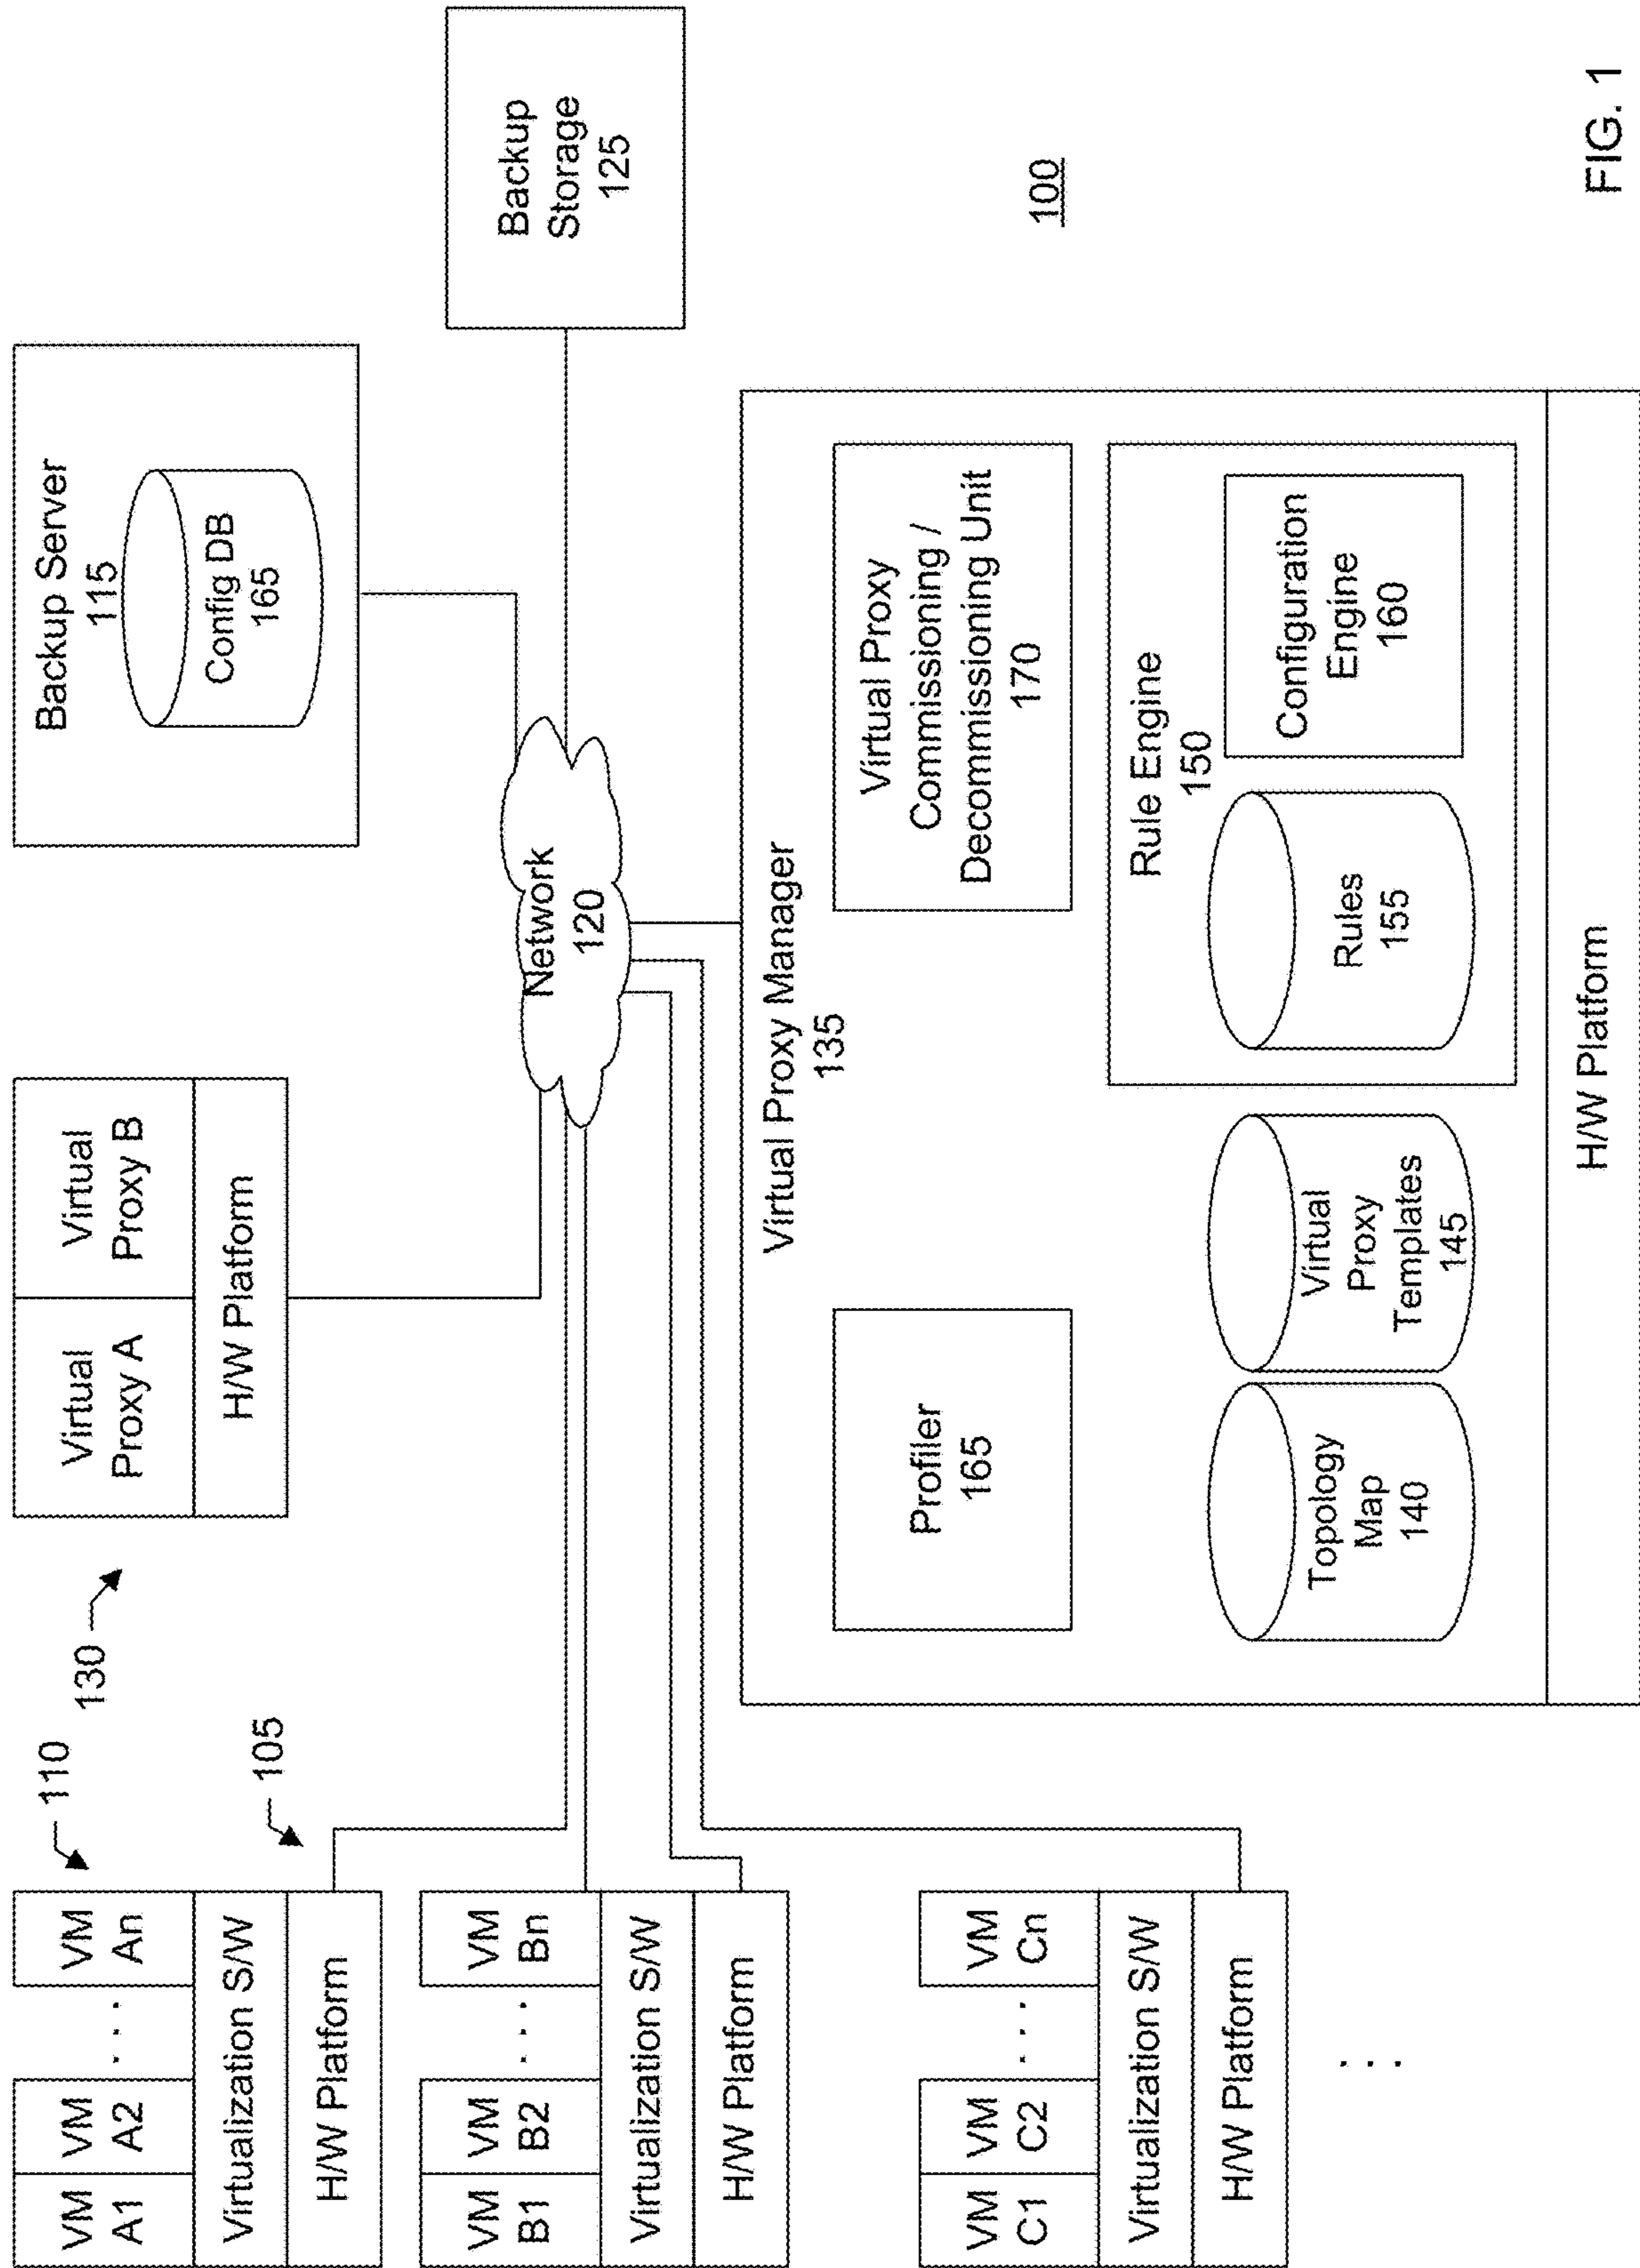 110
130
105
VM
A1
VM
A2
. . .
VM
An
Virtualization S/W
H/W Platform
VM
B1
VM
B2
. . .
VM
Bn
Virtualization S/W
H/W Platform
VM
C1
VM
C2
. . .
VM
Cn
Virtualization S/W
H/W Platform
. . .
Virtual
Proxy A
Virtual
Proxy B
H/W Platform
Backup Server
115
Config DB
165
Network
120
Backup
Storage
125
Virtual Proxy Manager
135
Profiler
165
Virtual Proxy
Commissioning /
Decommissioning Unit
170
Topology
Map
140
Virtual
Proxy
Templates
145
Rule Engine
150
Rules
155
Configuration
Engine
160
H/W Platform
100
FIG. 1